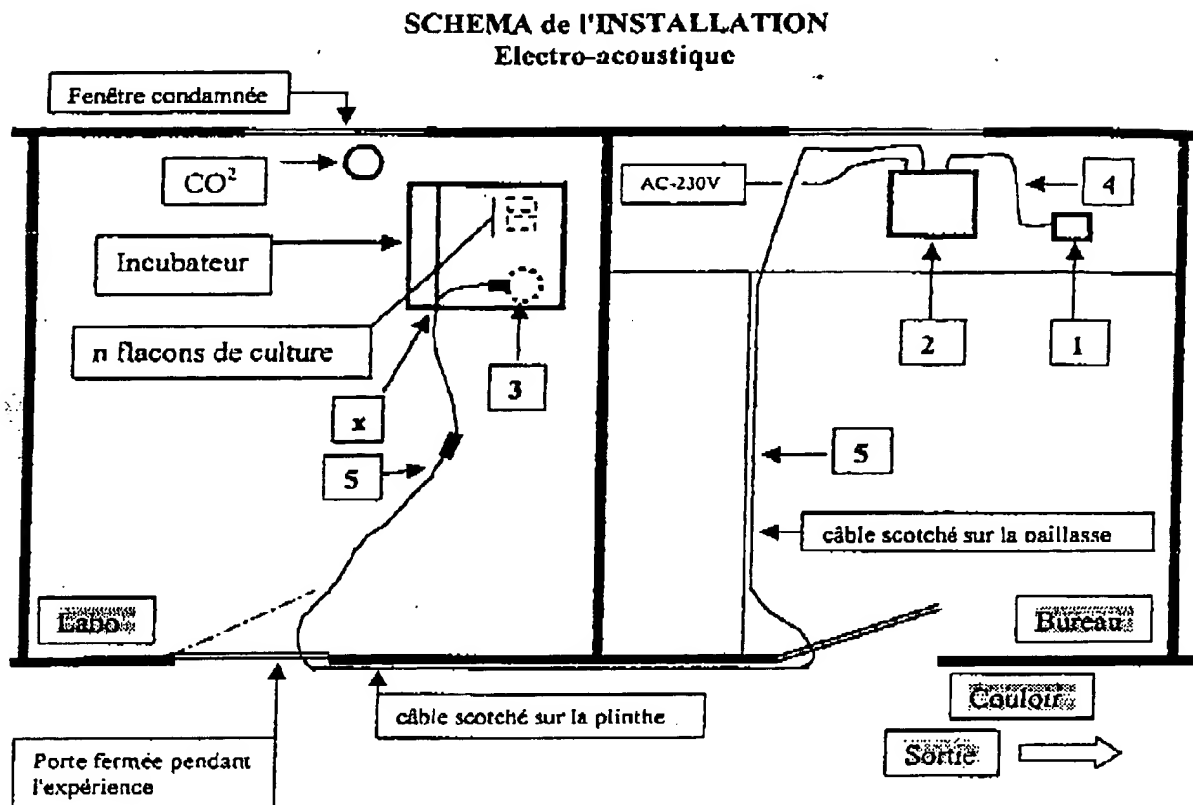 SCHEMA de l'INSTALLATION
Electro-acoustique
Fenêtre condamnée
CO²
AC-230V
4
Incubateur
n flacons de culture
2
1
3
x
5
5
câble scotché sur la paillasse
Labo
Bureau
câble scotché sur la plinthe
Couloir
Sortie
Porte fermée pendant
l'expérience